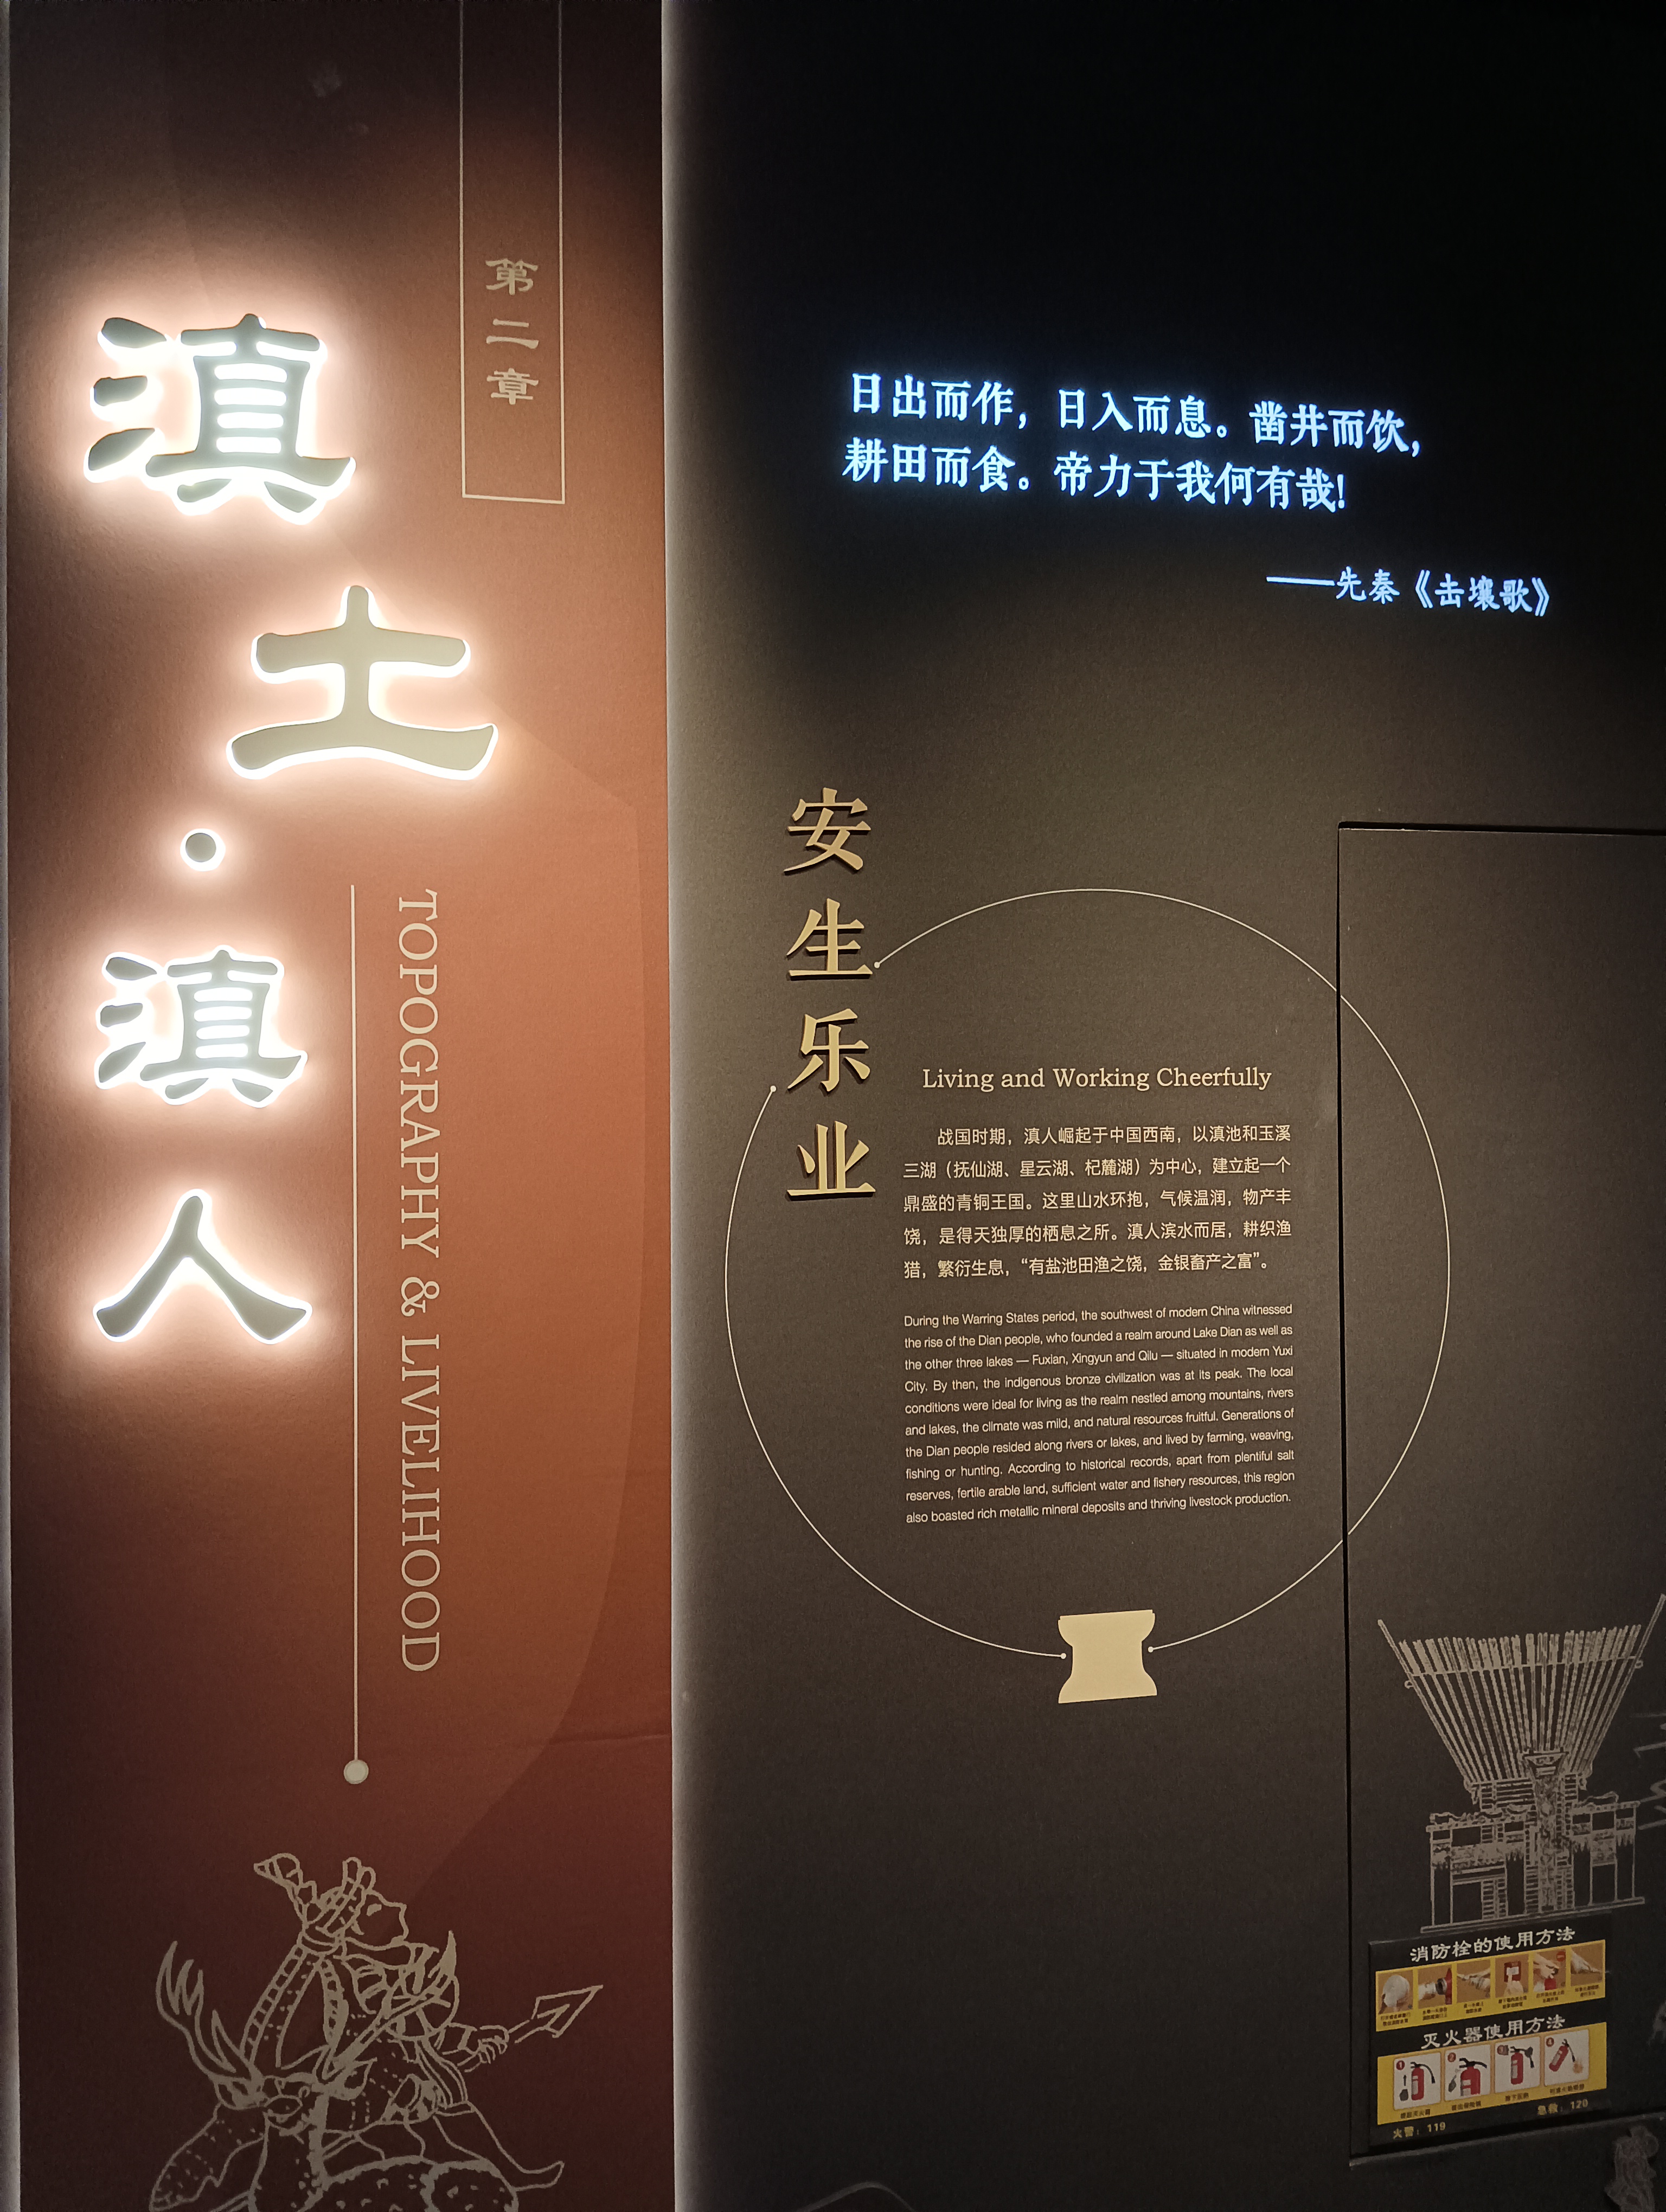 第二章
滇土·滇人
TOPOGRAPHY & LIVELIHOOD
日出而作，日入而息。凿井而饮，
耕田而食。帝力于我何有哉！
——先秦《击壤歌》
安生乐业
Living and Working Cheerfully
战国时期，滇人崛起于中国西南，以滇池和玉溪
三湖（抚仙湖、星云湖、杞麓湖）为中心，建立起一个
鼎盛的青铜王国。这里山水环抱，气候温润，物产丰
饶，是得天独厚的栖息之所。滇人滨水而居，耕织渔
猎，繁衍生息，“有盐池田渔之饶，金银畜产之富”。
During the Warring States period, the southwest of modern China witnessed
the rise of the Dian people, who founded a realm around Lake Dian as well as
the other three lakes — Fuxian, Xingyun and Qilu — situated in modern Yuxi
City. By then, the indigenous bronze civilization was at its peak. The local
conditions were ideal for living as the realm nestled among mountains, rivers
and lakes, the climate was mild, and natural resources fruitful. Generations of
the Dian people resided along rivers or lakes, and lived by farming, weaving,
fishing or hunting. According to historical records, apart from plentiful salt
reserves, fertile arable land, sufficient water and fishery resources, this region
also boasted rich metallic mineral deposits and thriving livestock production.
消防栓的使用方法
灭火器使用方法
火警：119
急救：120